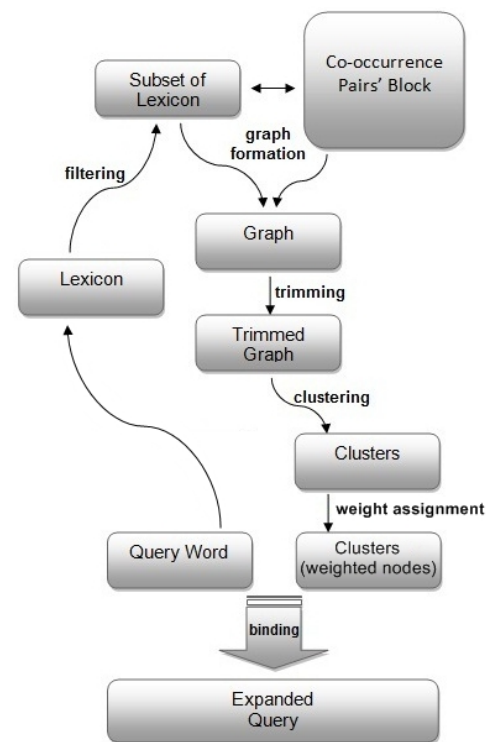 Co-occurrence
Pairs' Block
Subset of
Lexicon
graph
formation
filtering
Graph
Lexicon
trimming
Trimmed
Graph
clustering
Clusters
weight assignment
Query Word
Clusters
(weighted nodes)
binding
Expanded
Query